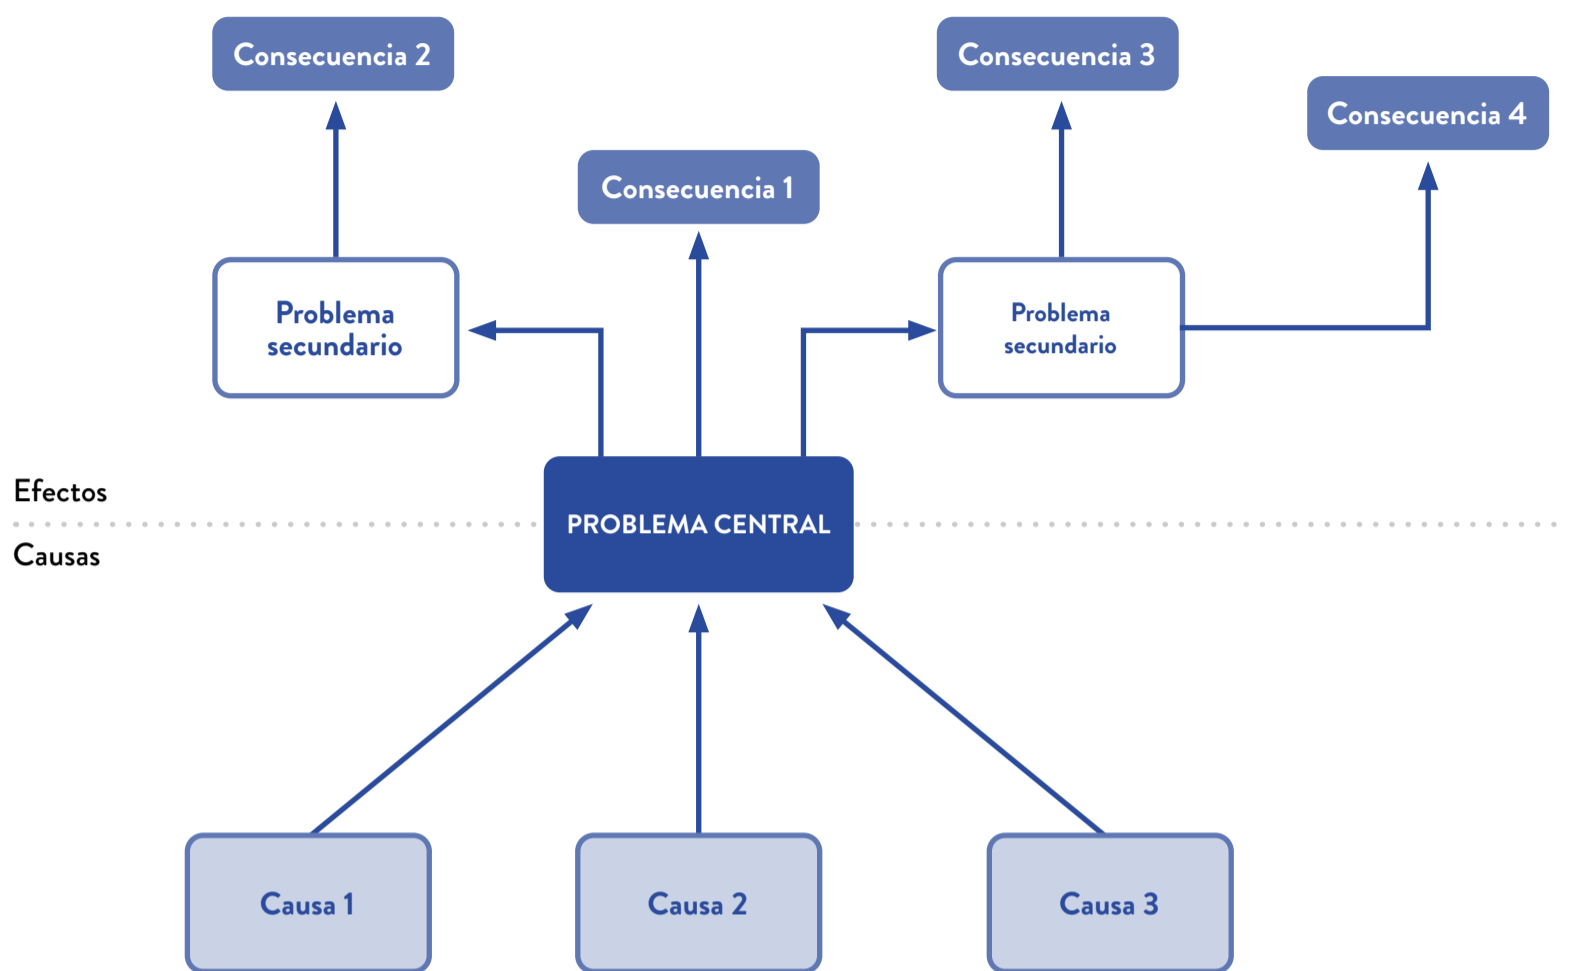 Consecuencia 2
Consecuencia 3
Consecuencia 4
Consecuencia 1
Problema
secundario
Problema
secundario
Efectos
PROBLEMA CENTRAL
Causas
Causa 1
Causa 2
Causa 3